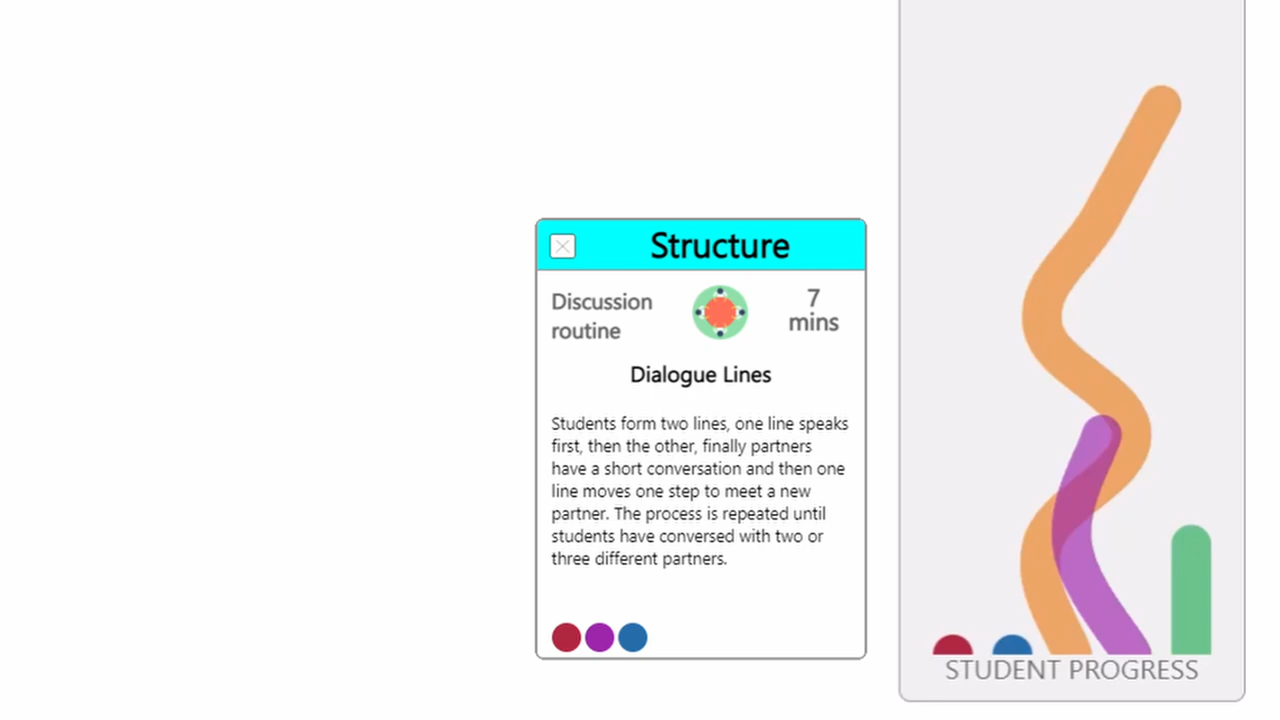 Structure
Discussion
routine
7
mins
Dialogue Lines
Students form two lines, one line speaks
first, then the other, finally partners
have a short conversation and then one
line moves one step to meet a new
partner. The process is repeated until
students have conversed with two or
three different partners.
STUDENT PROGRESS